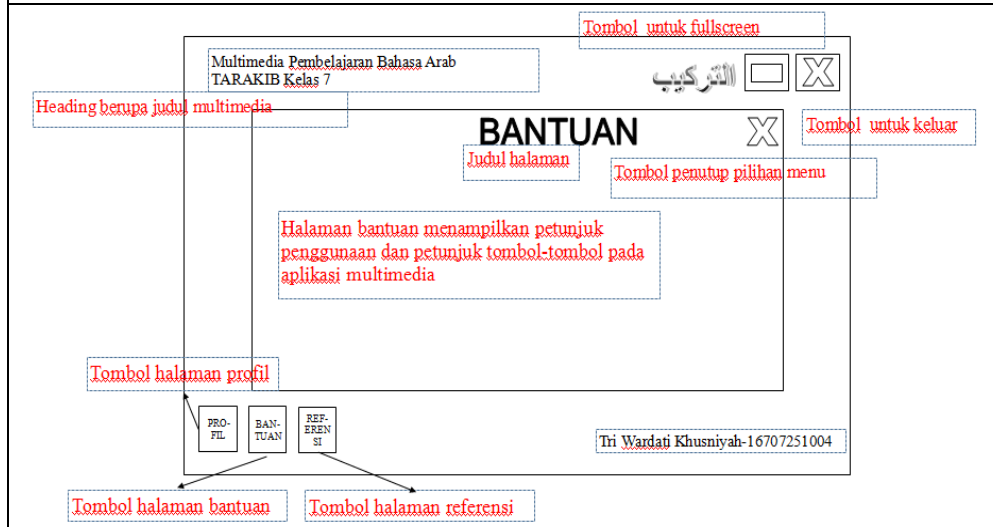 Tombol untuk fullscreen
Multimedia Pembelajaran Bahasa Arab
TARAKIB Kelas 7
التركيب
X
Heading berupa judul multimedia
BANTUAN
X
Tombol untuk keluar
Judul halaman
Tombol penutup pilihan menu
Halaman bantuan menampilkan petunjuk
penggunaan dan petunjuk tombol-tombol pada
aplikasi multimedia
Tombol halaman profil
PRO-
FIL
BAN-
TUAN
REF-
EREN
SI
Tri Wardati Khusniyah-16707251004
Tombol halaman bantuan
Tombol halaman referensi